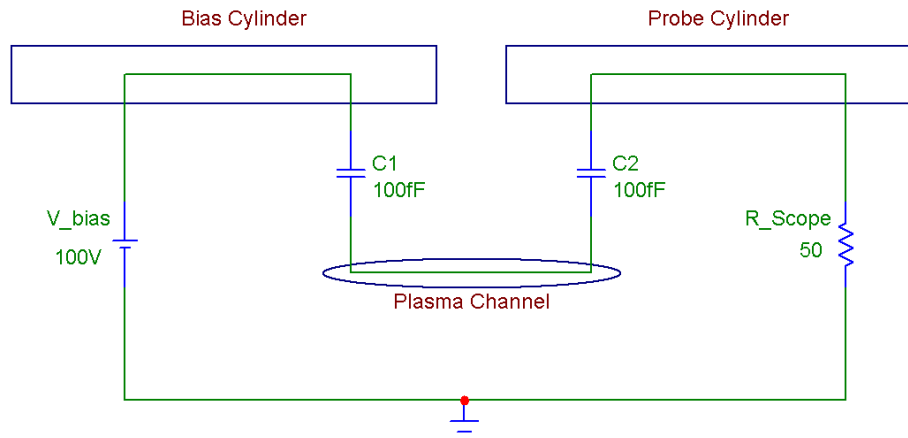 Bias Cylinder
Probe Cylinder
C1
100fF
C2
100fF
V_bias
100V
R_Scope
50
Plasma Channel